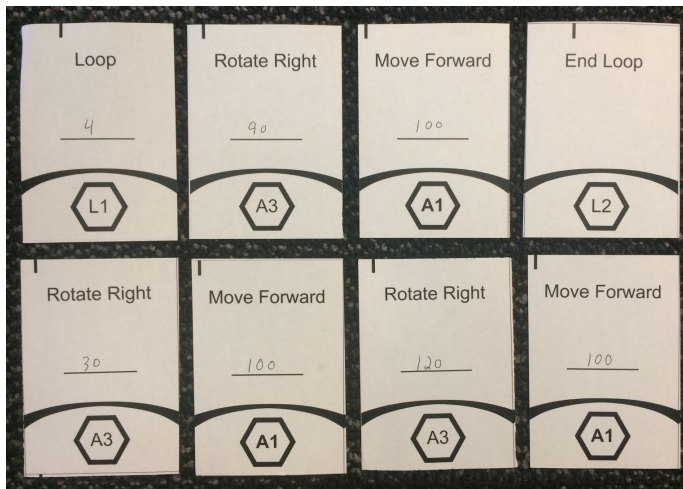 Loop
4
L1
Rotate Right
90
A3
Move Forward
100
A1
End Loop
L2
Rotate Right
30
A3
Move Forward
100
A1
Rotate Right
120
A3
Move Forward
100
A1